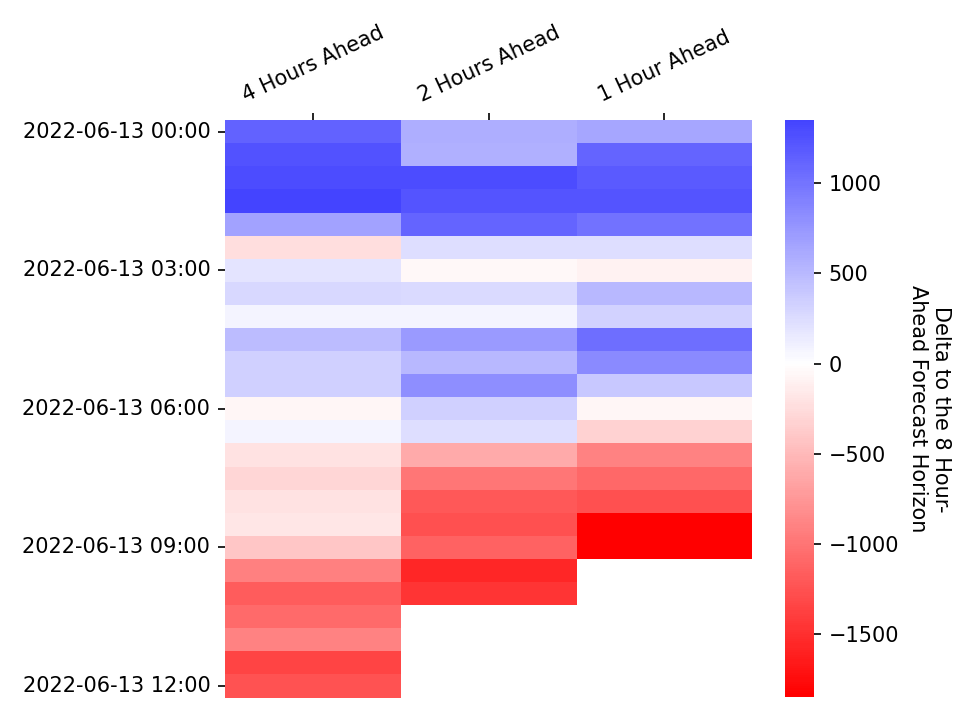 4 Hours Ahead
2 Hours Ahead
1 Hour Ahead
2022-06-13 00:00
2022-06-13 03:00
2022-06-13 06:00
2022-06-13 09:00
2022-06-13 12:00
1000
500
0
−500
−1000
−1500
Delta to the 8 Hour-
Ahead Forecast Horizon